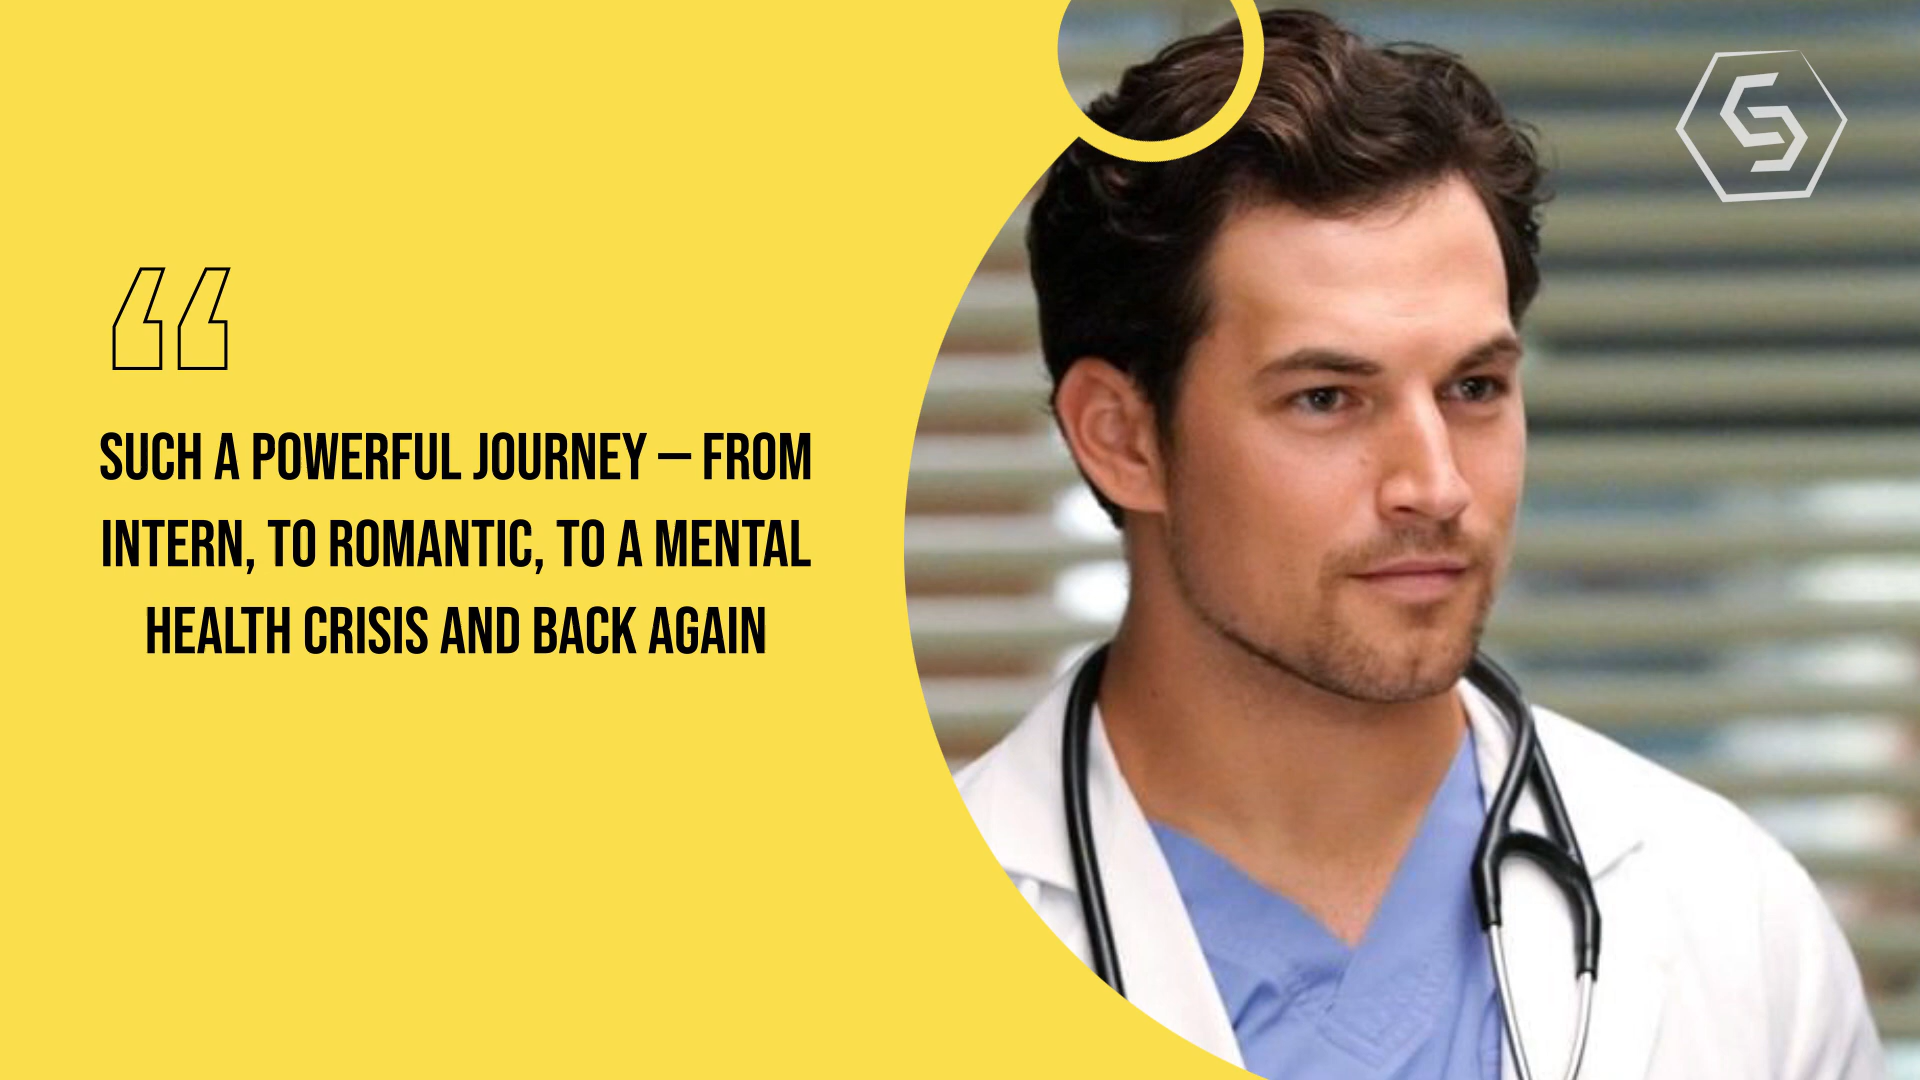 “
SUCH A POWERFUL JOURNEY – FROM
INTERN, TO ROMANTIC, TO A MENTAL
HEALTH CRISIS AND BACK AGAIN